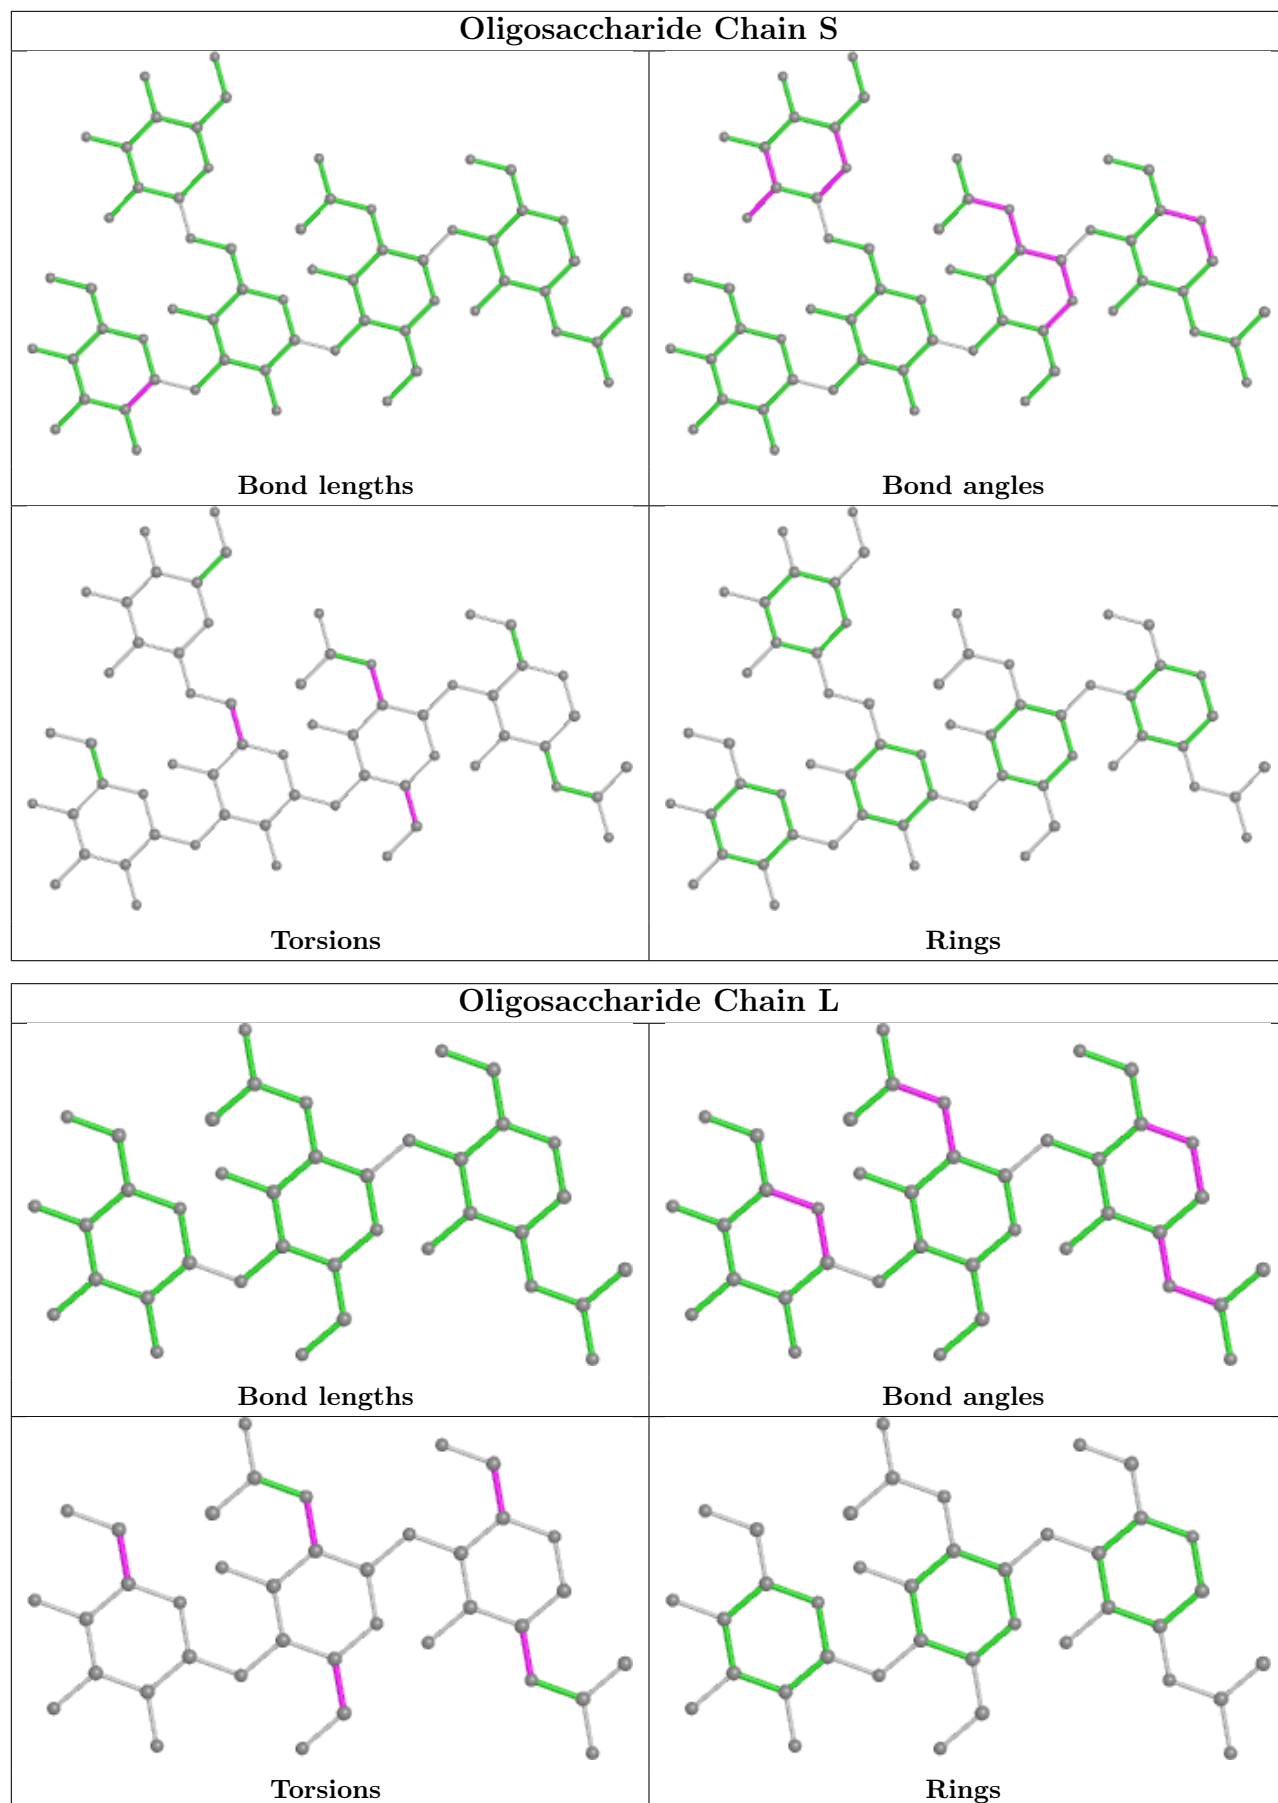 Oligosaccharide Chain S
Bond lengths
Bond angles
Torsions
Rings
Oligosaccharide Chain L
Bond lengths
Bond angles
Torsions
Rings